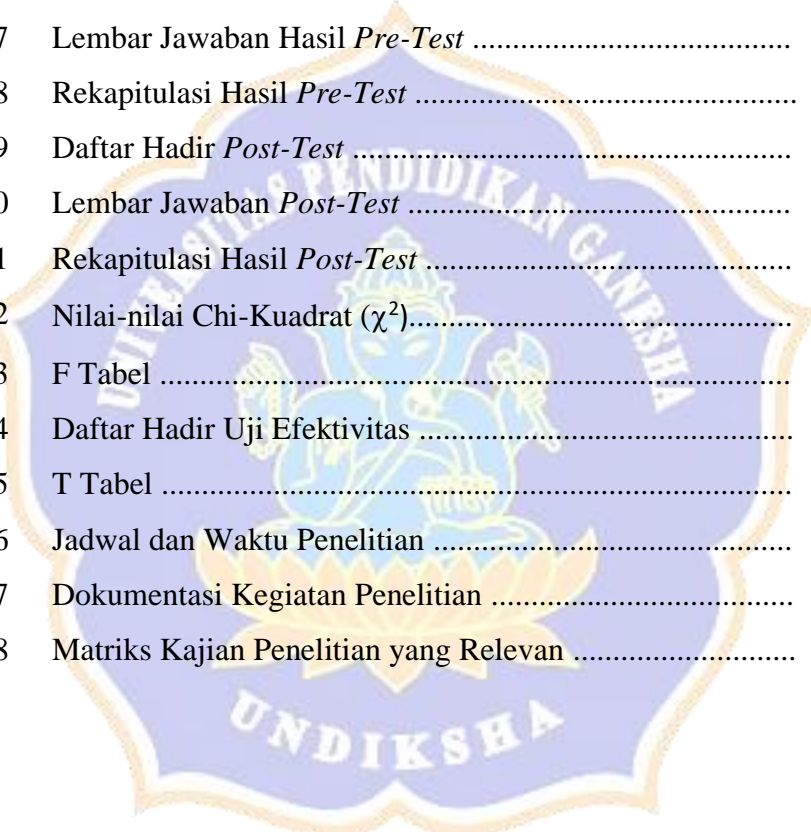 7 Lembar Jawaban Hasil Pre-Test ........................................
8 Rekapitulasi Hasil Pre-Test ................................................
9 Daftar Hadir Post-Test .......................................................
0 Lembar Jawaban Post-Test ................................................
1 Rekapitulasi Hasil Post-Test ..............................................
2 Nilai-nilai Chi-Kuadrat (χ²)................................................
3 F Tabel ...............................................................................
4 Daftar Hadir Uji Efektivitas ...............................................
5 T Tabel ...............................................................................
6 Jadwal dan Waktu Penelitian .............................................
7 Dokumentasi Kegiatan Penelitian ......................................
8 Matriks Kajian Penelitian yang Relevan ............................
UNIVERSITAS PENDIDIKAN GANESHA
UNDIKSHA